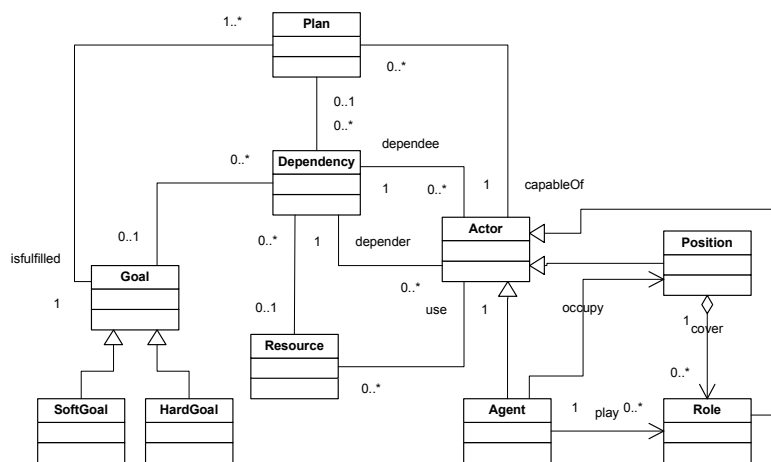 1..*
Plan
0..*
0..1
0..*
dependee
0..*
Dependency
1
0..*
1
capableOf
0..*
1
depender
Actor
Position
0..1
isfulfilled
Goal
0..*
1
use
1
occupy
0..1
1
cover
Resource
0..*
0..*
SoftGoal
HardGoal
Agent
1
play
0..*
Role